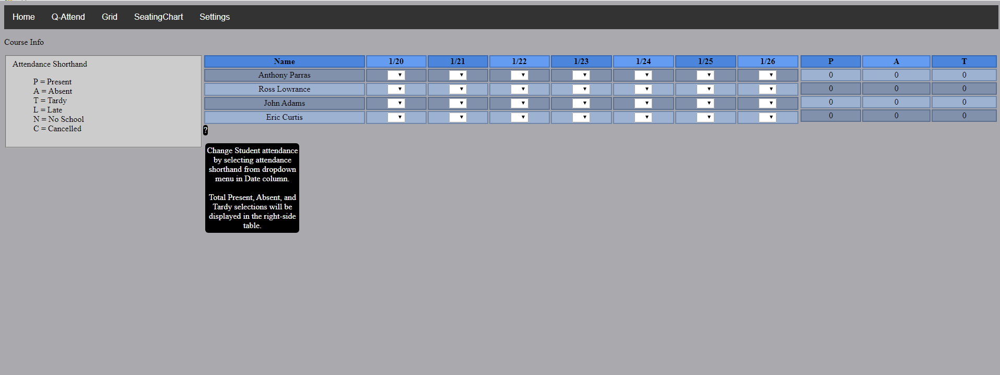 Home Q-Attend Grid SeatingChart Settings
Course Info
Attendance Shorthand
P = Present
A = Absent
T = Tardy
L = Late
N = No School
C = Cancelled
Name 1/20 1/21 1/22 1/23 1/24 1/25 1/26 P A T
Anthony Parras 0 0 0
Ross Lowrance 0 0 0
John Adams 0 0 0
Eric Curtis 0 0 0
?
Change Student attendance
by selecting attendance
shorthand from dropdown
menu in Date column.
Total Present, Absent, and
Tardy selections will be
displayed in the right-side
table.